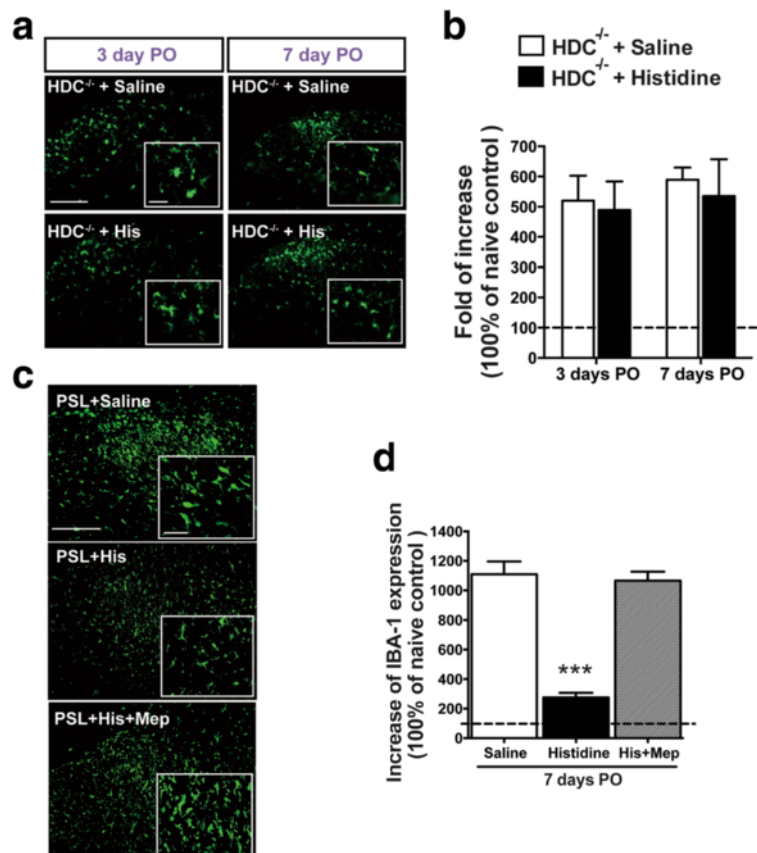 a
3 day PO
7 day PO
HDC-/- + Saline
HDC-/- + Saline
HDC-/- + His
HDC-/- + His
b
HDC-/- + Saline
HDC-/- + Histidine
Fold of increase
(100% of naive control )
700
600
500
400
300
200
100
0
3 days PO
7 days PO
c
PSL+Saline
PSL+His
PSL+His+Mep
d
Increase of IBA-1 expression
(100% of naive control )
1400
1200
1000
800
600
400
200
0
***
Saline
Histidine
His+Mep
7 days PO